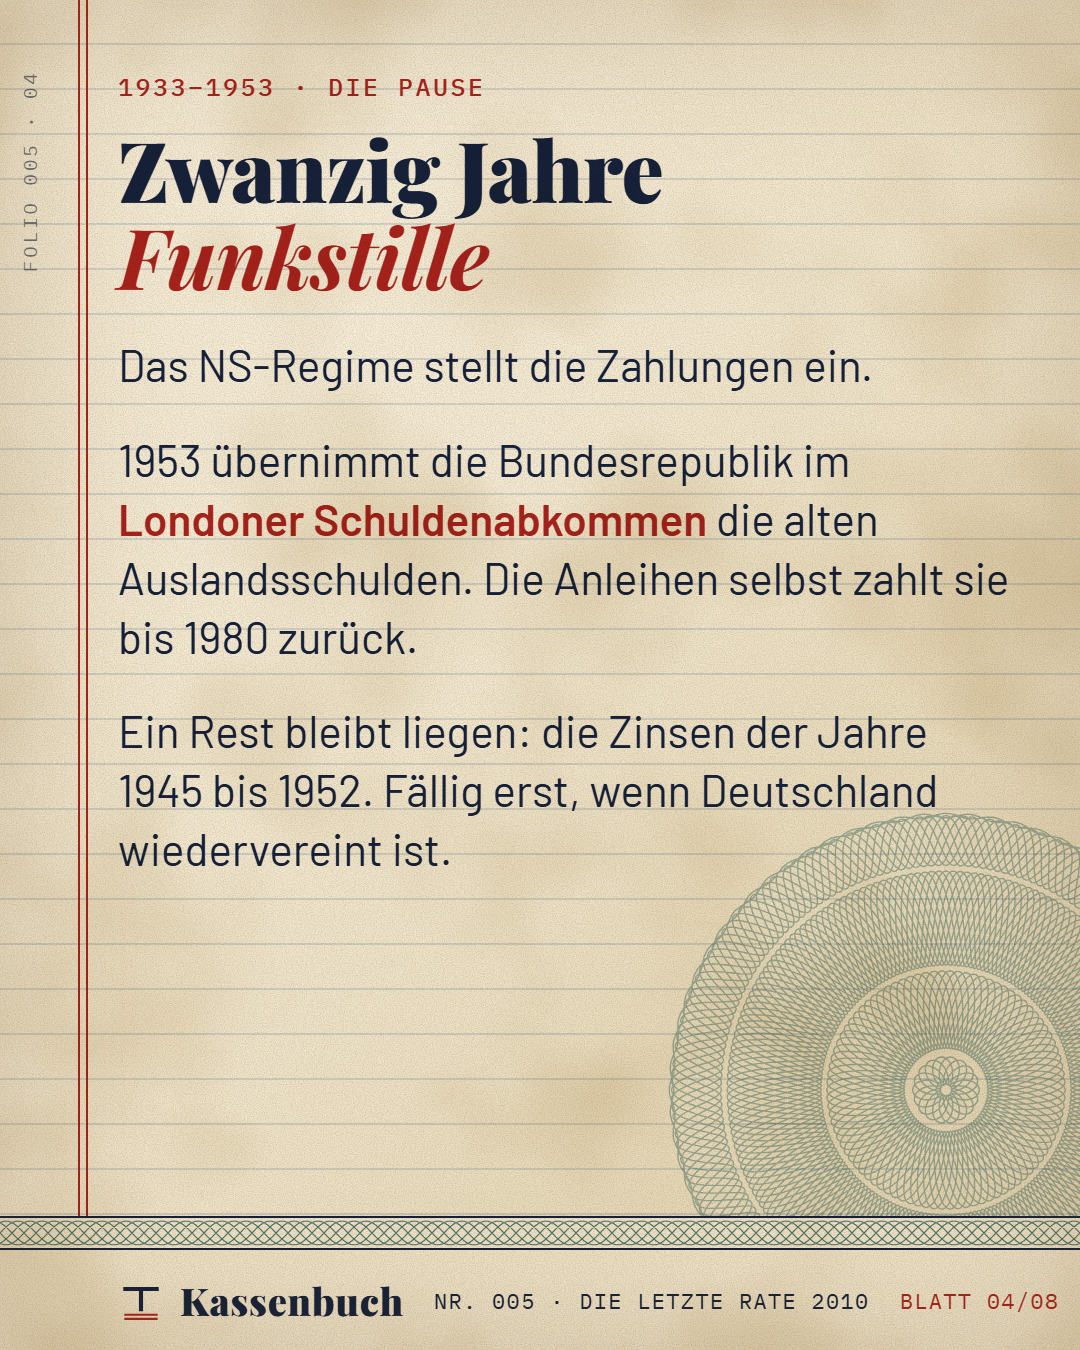 FOLIO 005 · 04
1933–1953 · DIE PAUSE
Zwanzig Jahre
Funkstille
Das NS-Regime stellt die Zahlungen ein.
1953 übernimmt die Bundesrepublik im
Londoner Schuldenabkommen die alten
Auslandsschulden. Die Anleihen selbst zahlt sie
bis 1980 zurück.
Ein Rest bleibt liegen: die Zinsen der Jahre
1945 bis 1952. Fällig erst, wenn Deutschland
wiedervereint ist.
Kassenbuch NR. 005 · DIE LETZTE RATE 2010 BLATT 04/08